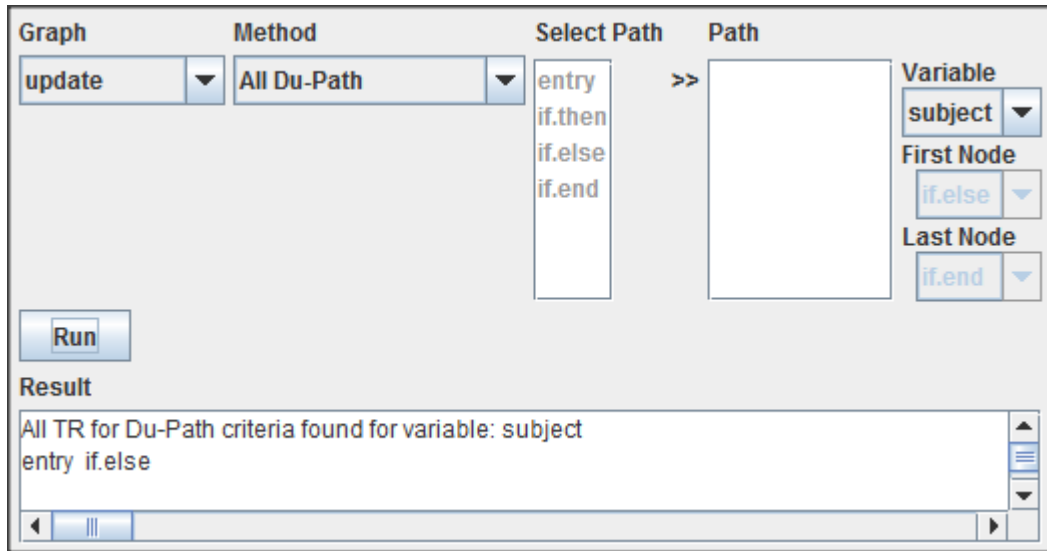 Graph
Method
Select Path
Path
update
All Du-Path
entry
if.then
if.else
if.end
>>
Variable
subject
First Node
if.else
Last Node
if.end
Run
Result
All TR for Du-Path criteria found for variable: subject
entry if.else